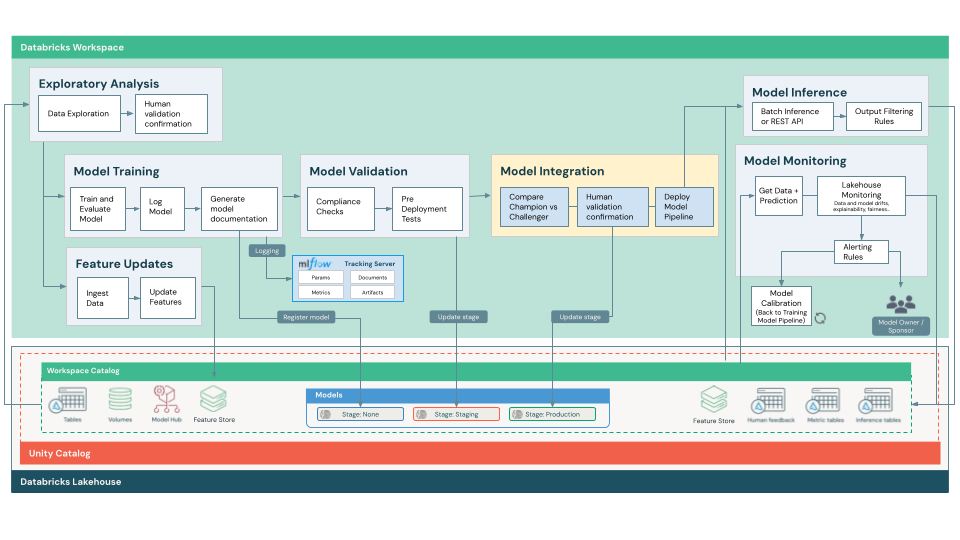 Databricks Workspace
Exploratory Analysis
Data Exploration
Human
validation
confirmation
Model Inference
Batch Inference
or REST API
Output Filtering
Rules
Model Training
Train and
Evaluate
Model
Log
Model
Generate
model
documentation
Model Validation
Compliance
Checks
Pre
Deployment
Tests
Model Integration
Compare
Champion vs
Challenger
Human
validation
confirmation
Deploy
Model
Pipeline
Model Monitoring
Get Data +
Prediction
Lakehouse
Monitoring
Data and model drifts,
explainability, fairness..
Alerting
Rules
Model
Calibration
(Back to Training
Model Pipeline)
Model Owner /
Sponsor
Feature Updates
Ingest
Data
Update
Features
Logging
mlflow
Tracking Server
Params
Documents
Metrics
Artifacts
Register model
Update stage
Update stage
Workspace Catalog
Tables
Volumes
Model Hub
Feature Store
Models
Stage: None
Stage: Staging
Stage: Production
Feature Store
Human feedback
Metric tables
Inference tables
Unity Catalog
Databricks Lakehouse